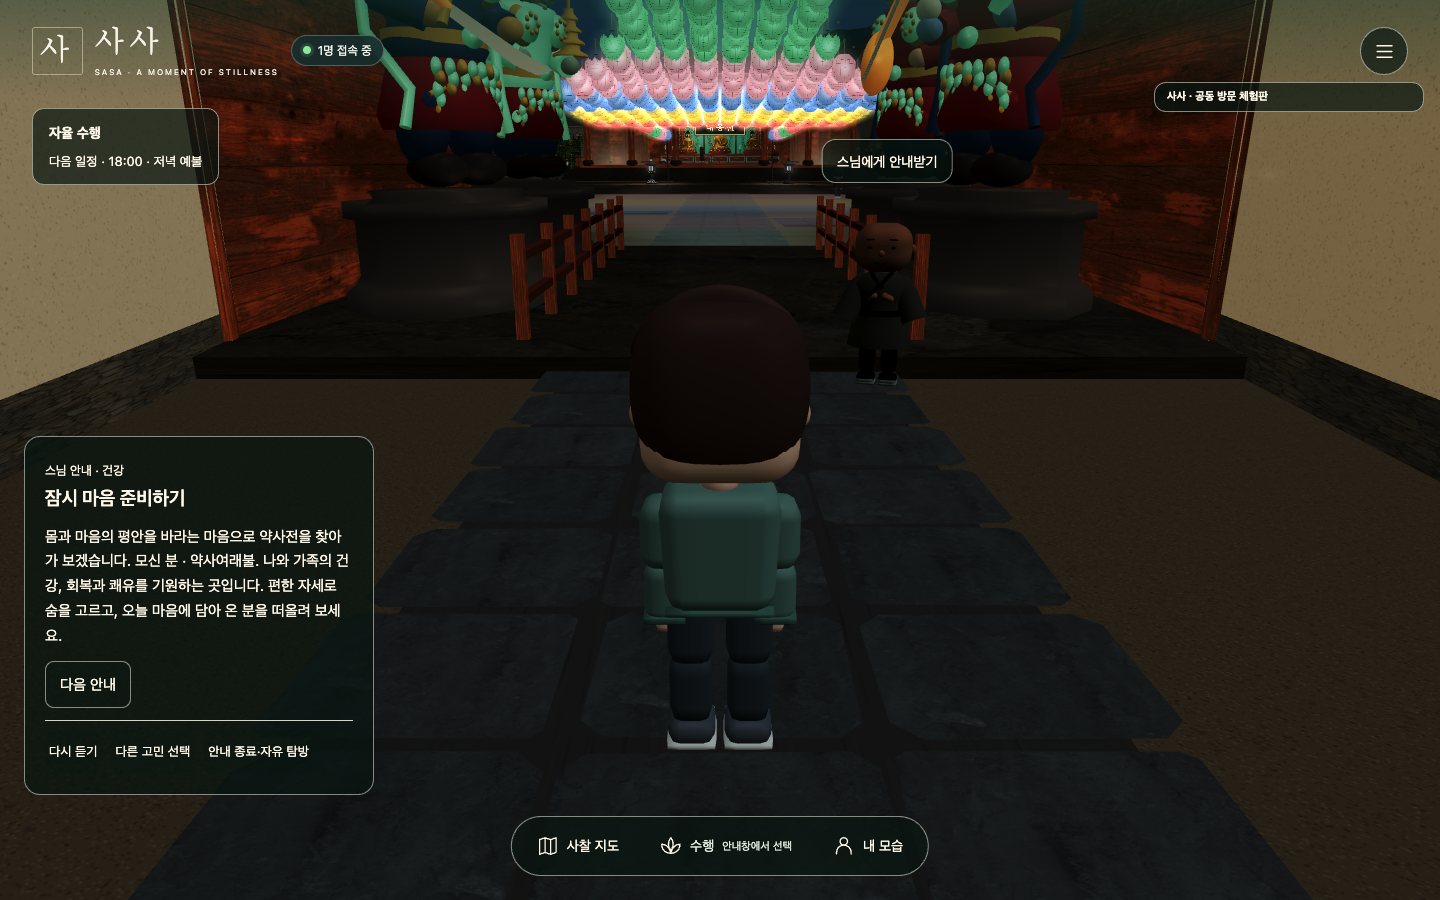 사
사사
SASA · A MOMENT OF STILLNESS
1명 접속 중
사사 · 공동 방문 체험판
자율 수행
다음 일정 · 18:00 · 저녁 예불
스님에게 안내받기
스님 안내 · 건강
잠시 마음 준비하기
몸과 마음의 평안을 바라는 마음으로 약사전을 찾아
가 보겠습니다. 모신 분 · 약사여래불. 나와 가족의 건
강, 회복과 쾌유를 기원하는 곳입니다. 편한 자세로
숨을 고르고, 오늘 마음에 담아 온 분을 떠올려 보세
요.
다음 안내
다시 듣기 다른 고민 선택 안내 종료·자유 탐방
사찰 지도 수행 안내창에서 선택 내 모습